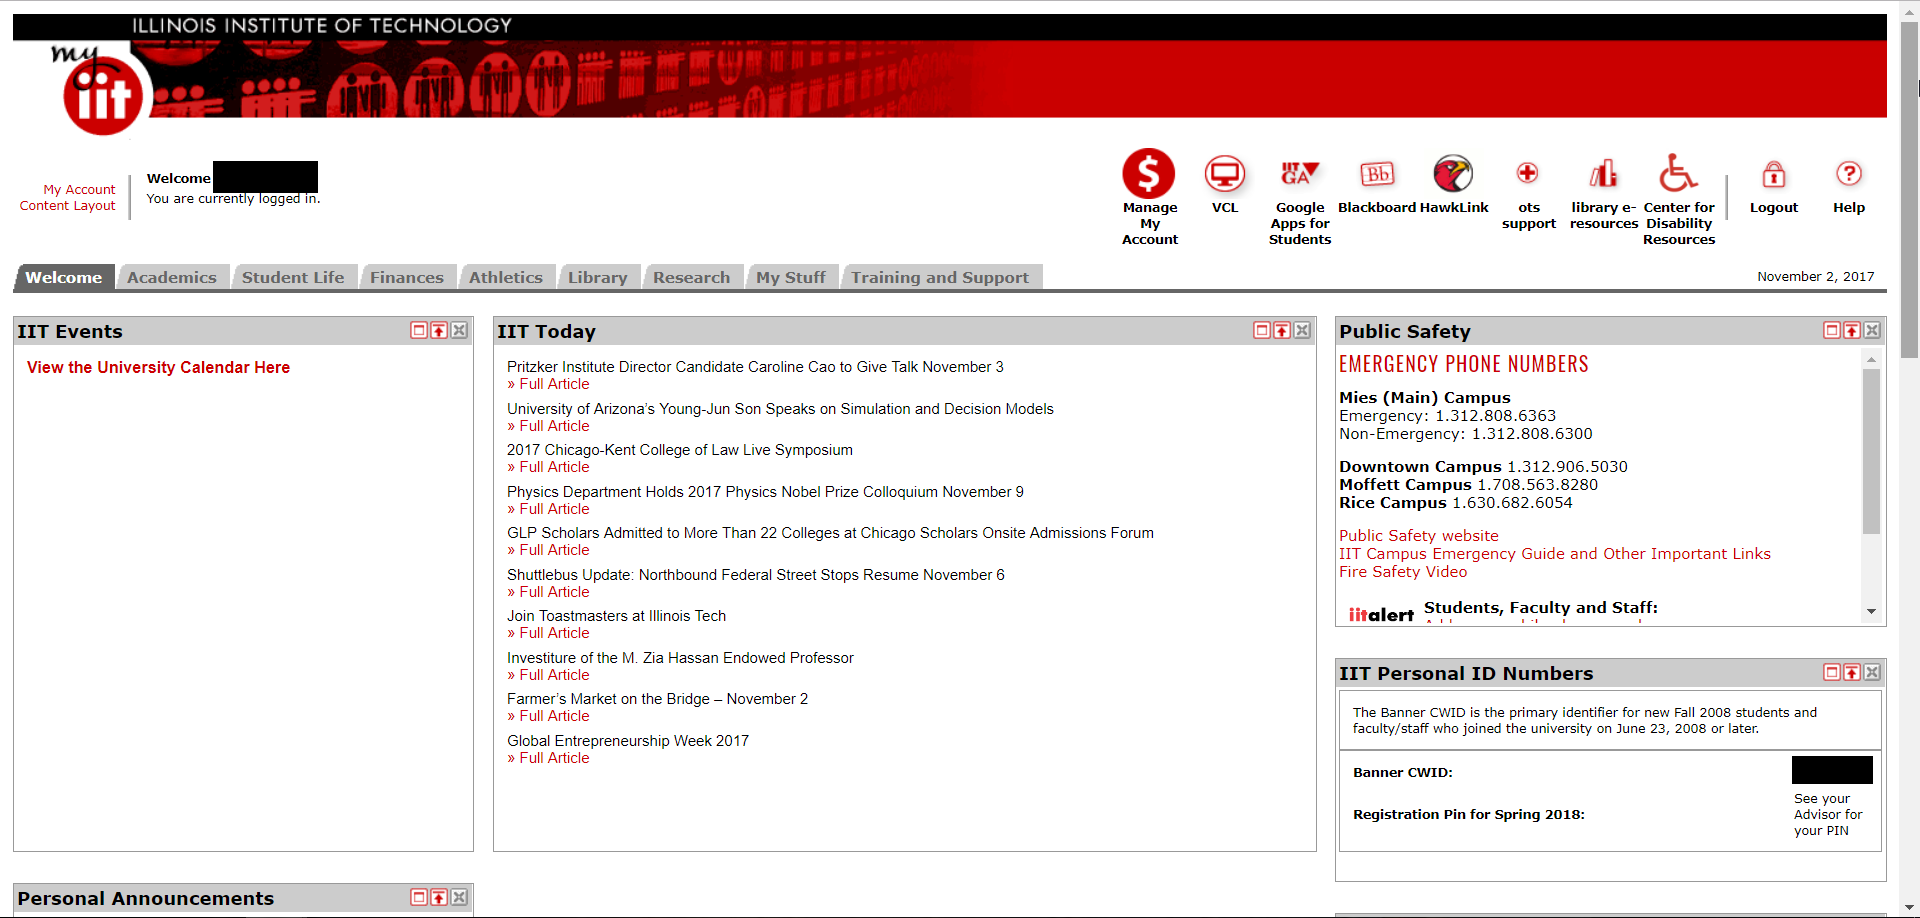 ILLINOIS INSTITUTE OF TECHNOLOGY
my
iit
My Account
Content Layout
Welcome
You are currently logged in.
$
Manage
My
Account
VCL
IIT
GA
Google
Apps for
Students
Bb
Blackboard
HawkLink
ots
support
library e-
resources
Center for
Disability
Resources
Logout
?
Help
Welcome
Academics
Student Life
Finances
Athletics
Library
Research
My Stuff
Training and Support
November 2, 2017
IIT Events
View the University Calendar Here
IIT Today
Pritzker Institute Director Candidate Caroline Cao to Give Talk November 3
» Full Article
University of Arizona’s Young-Jun Son Speaks on Simulation and Decision Models
» Full Article
2017 Chicago-Kent College of Law Live Symposium
» Full Article
Physics Department Holds 2017 Physics Nobel Prize Colloquium November 9
» Full Article
GLP Scholars Admitted to More Than 22 Colleges at Chicago Scholars Onsite Admissions Forum
» Full Article
Shuttlebus Update: Northbound Federal Street Stops Resume November 6
» Full Article
Join Toastmasters at Illinois Tech
» Full Article
Investiture of the M. Zia Hassan Endowed Professor
» Full Article
Farmer’s Market on the Bridge – November 2
» Full Article
Global Entrepreneurship Week 2017
» Full Article
Public Safety
EMERGENCY PHONE NUMBERS
Mies (Main) Campus
Emergency: 1.312.808.6363
Non-Emergency: 1.312.808.6300
Downtown Campus 1.312.906.5030
Moffett Campus 1.708.563.8280
Rice Campus 1.630.682.6054
Public Safety website
IIT Campus Emergency Guide and Other Important Links
Fire Safety Video
iitalert Students, Faculty and Staff:
IIT Personal ID Numbers
The Banner CWID is the primary identifier for new Fall 2008 students and
faculty/staff who joined the university on June 23, 2008 or later.
Banner CWID:
Registration Pin for Spring 2018:
See your
Advisor for
your PIN
Personal Announcements